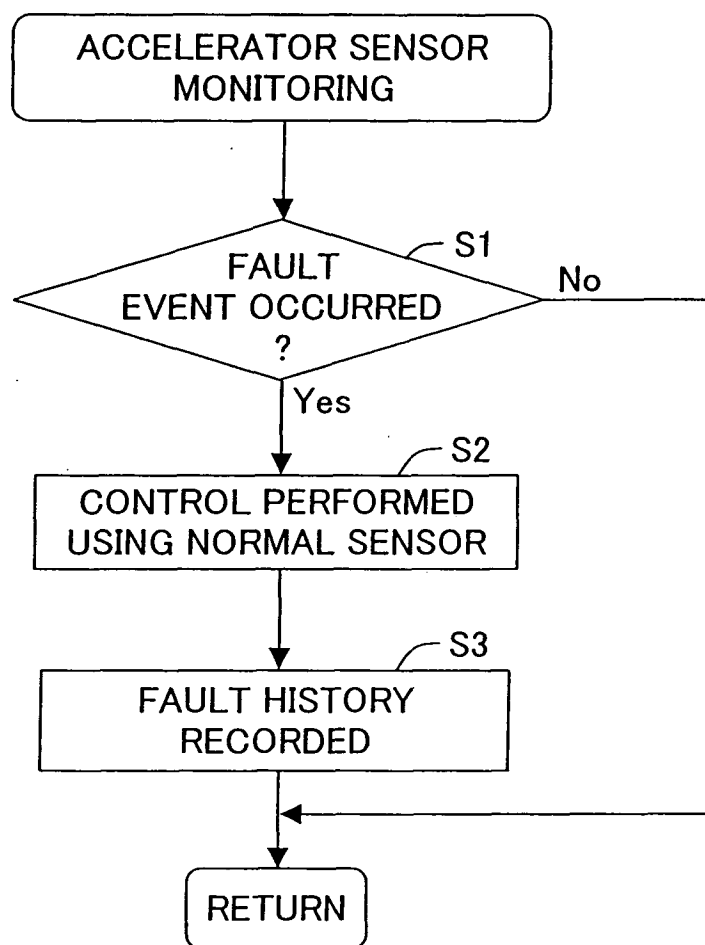 ACCELERATOR SENSOR
MONITORING
S1
FAULT
EVENT OCCURRED
?
No
Yes
S2
CONTROL PERFORMED
USING NORMAL SENSOR
S3
FAULT HISTORY
RECORDED
RETURN